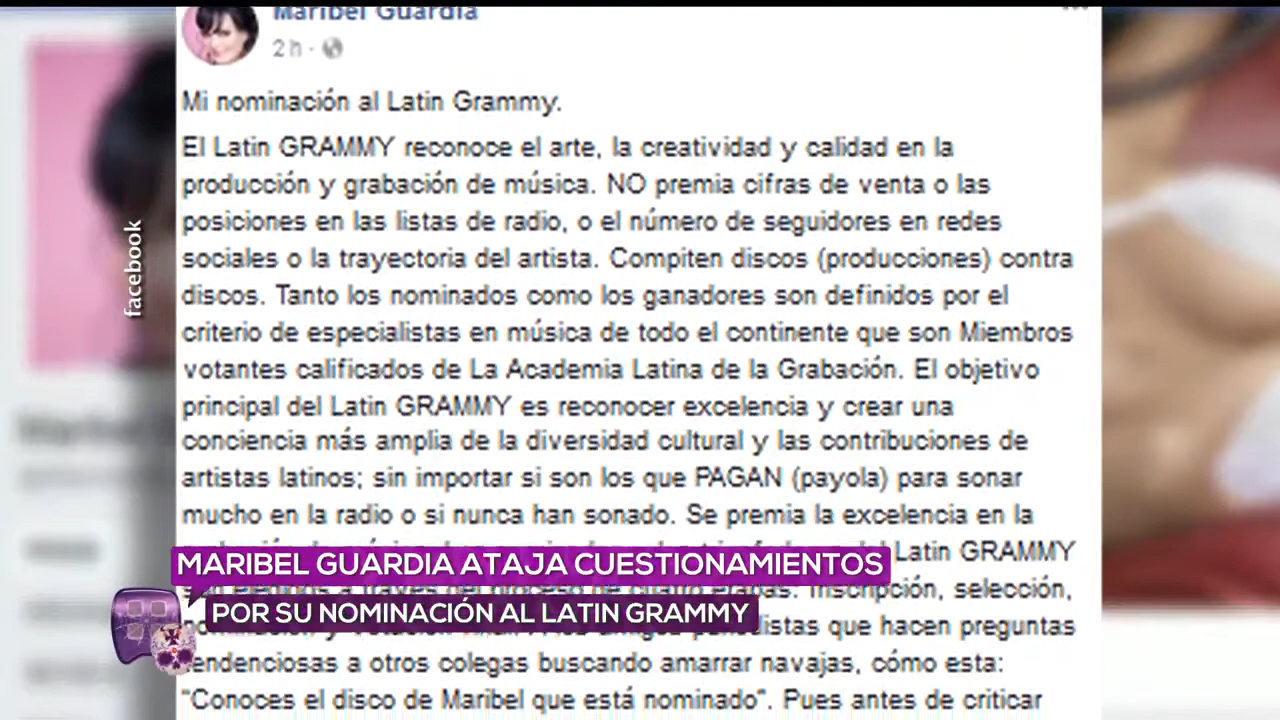 Maribel Guardia
2 h ·
Mi nominación al Latin Grammy.
El Latin GRAMMY reconoce el arte, la creatividad y calidad en la
producción y grabación de música. NO premia cifras de venta o las
posiciones en las listas de radio, o el número de seguidores en redes
sociales o la trayectoria del artista. Compiten discos (producciones) contra
discos. Tanto los nominados como los ganadores son definidos por el
criterio de especialistas en música de todo el continente que son Miembros
votantes calificados de La Academia Latina de la Grabación. El objetivo
principal del Latin GRAMMY es reconocer excelencia y crear una
conciencia más amplia de la diversidad cultural y las contribuciones de
artistas latinos; sin importar si son los que PAGAN (payola) para sonar
mucho en la radio o si nunca han sonado. Se premia la excelencia en la
Latin GRAMMY
Inscripción, selección,
que hacen preguntas
tendenciosas a otros colegas buscando amarrar navajas, cómo esta:
“Conoces el disco de Maribel que está nominado”. Pues antes de criticar
facebook
MARIBEL GUARDIA ATAJA CUESTIONAMIENTOS
POR SU NOMINACIÓN AL LATIN GRAMMY